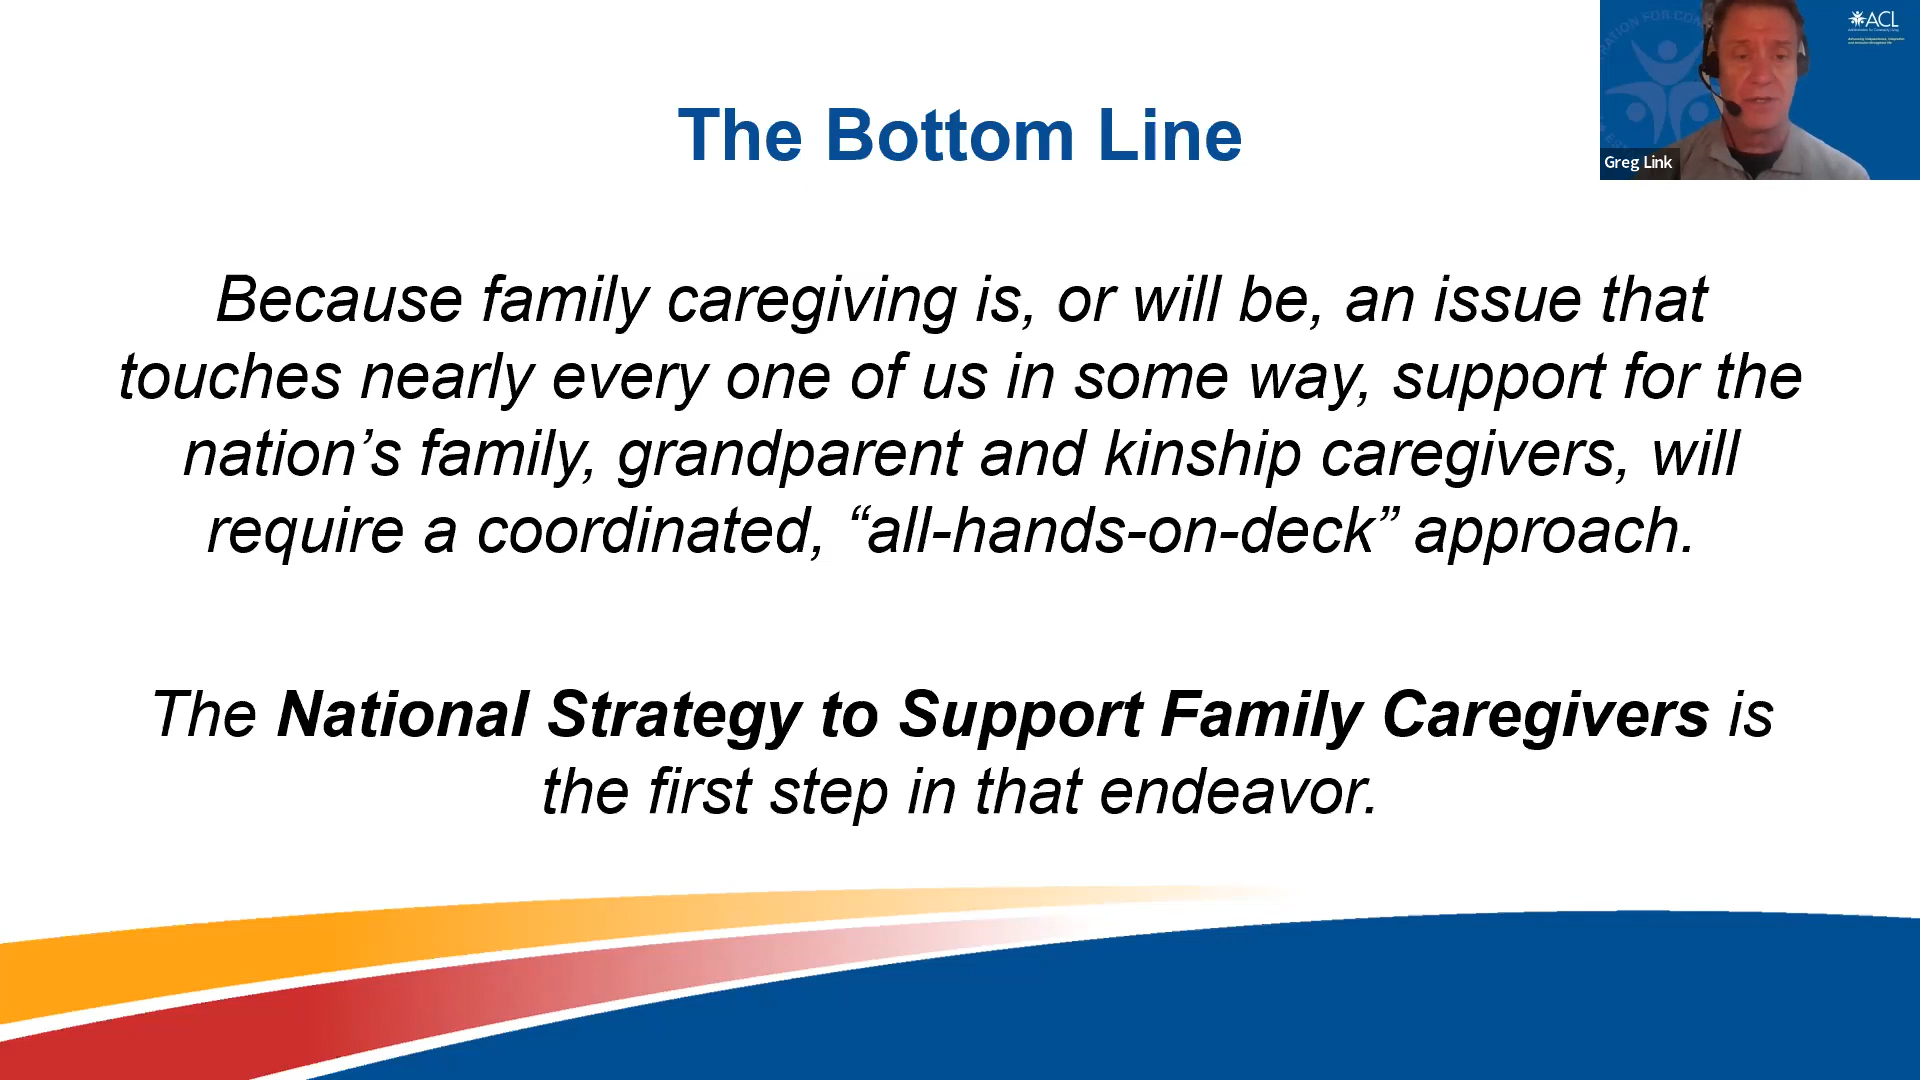 The Bottom Line
Because family caregiving is, or will be, an issue that
touches nearly every one of us in some way, support for the
nation’s family, grandparent and kinship caregivers, will
require a coordinated, “all-hands-on-deck” approach.
The National Strategy to Support Family Caregivers is
the first step in that endeavor.
ACL
Greg Link